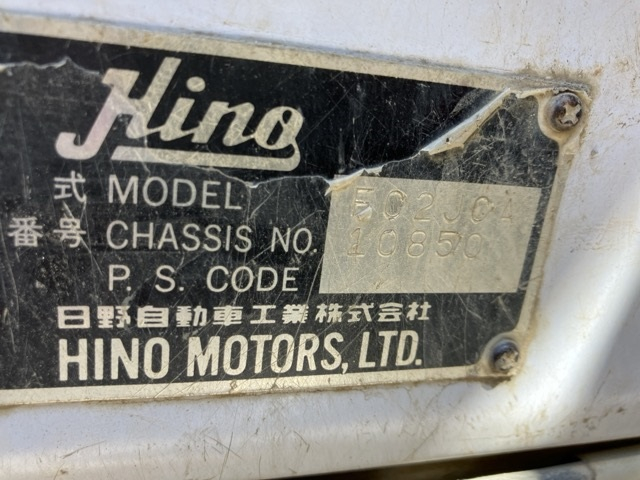 Hino
式 MODEL
番号 CHASSIS NO. 10850
P. S. CODE
日野自動車工業株式会社
HINO MOTORS, LTD.